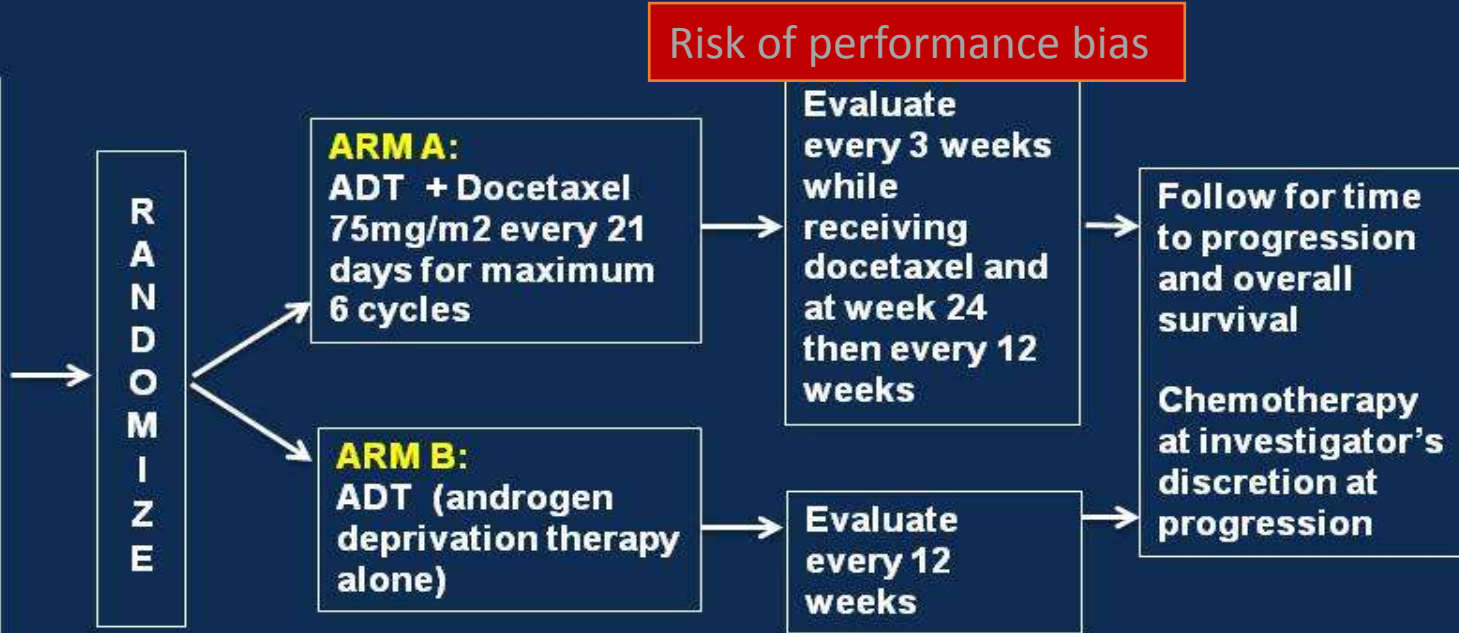 Risk of performance bias
R
A
N
D
O
M
I
Z
E
ARM A:
ADT + Docetaxel
75mg/m2 every 21
days for maximum
6 cycles
ARM B:
ADT (androgen
deprivation therapy
alone)
Evaluate
every 3 weeks
while
receiving
docetaxel and
at week 24
then every 12
weeks
Evaluate
every 12
weeks
Follow for time
to progression
and overall
survival
Chemotherapy
at investigator’s
discretion at
progression